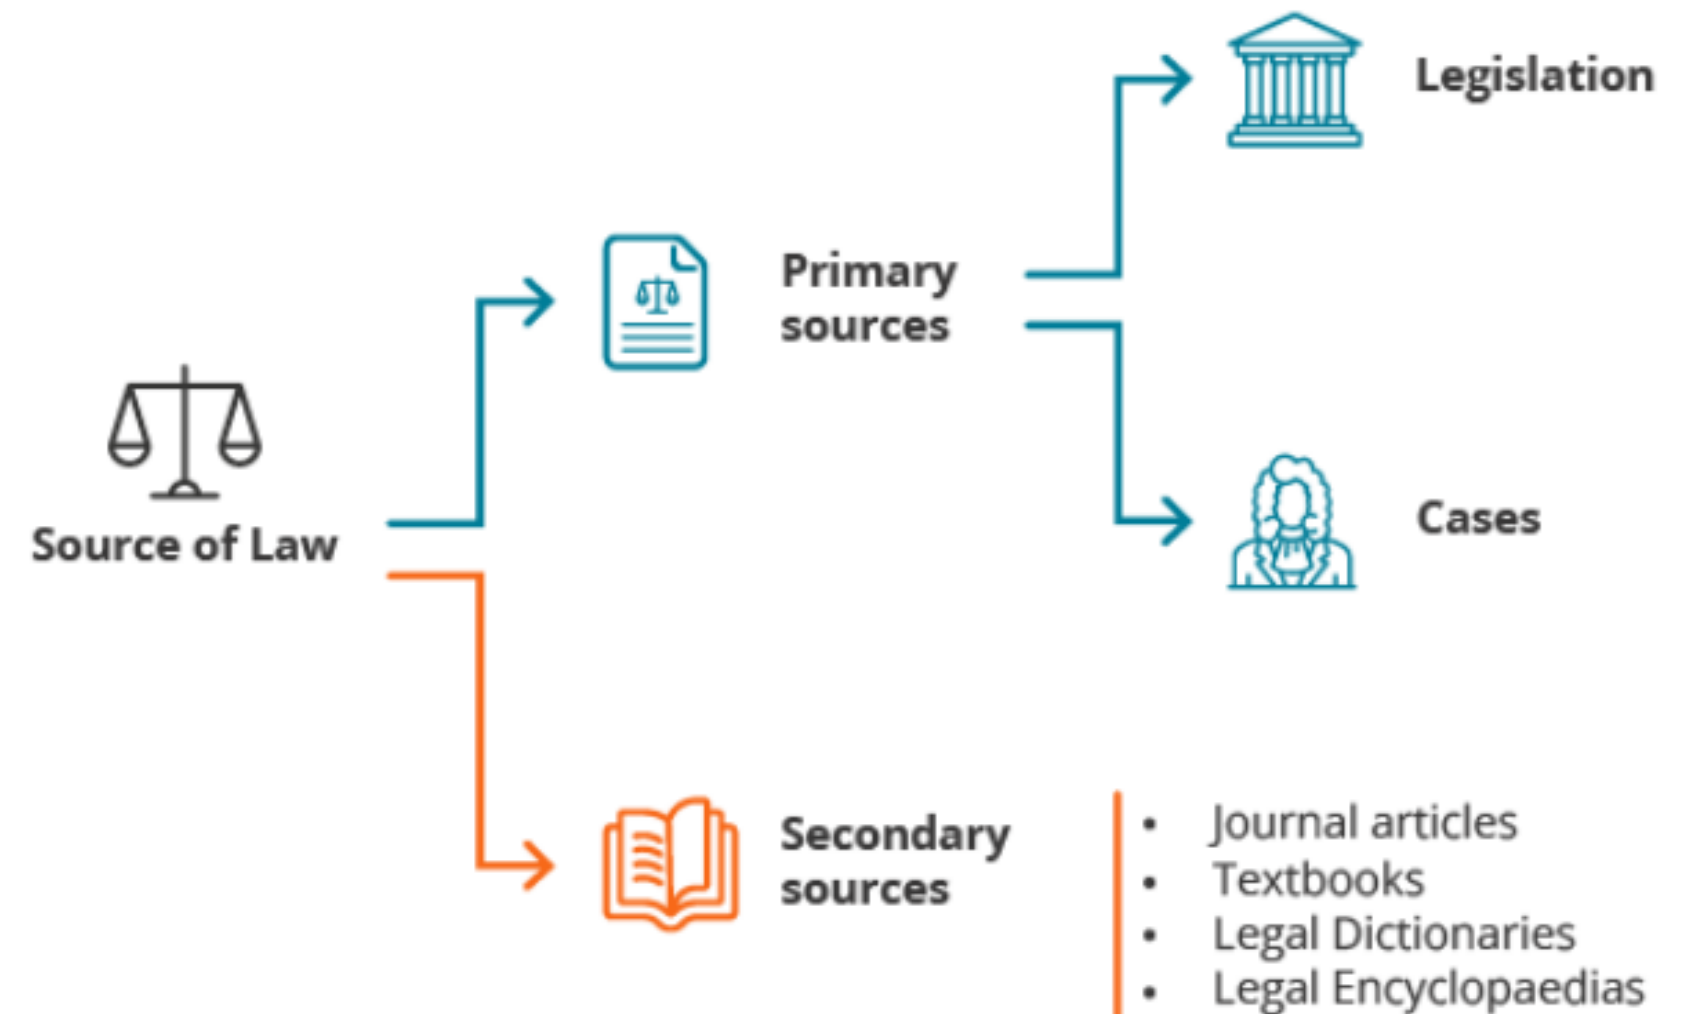 Source of Law
Primary
sources
Legislation
Cases
Secondary
sources
• Journal articles
• Textbooks
• Legal Dictionaries
• Legal Encyclopaedias